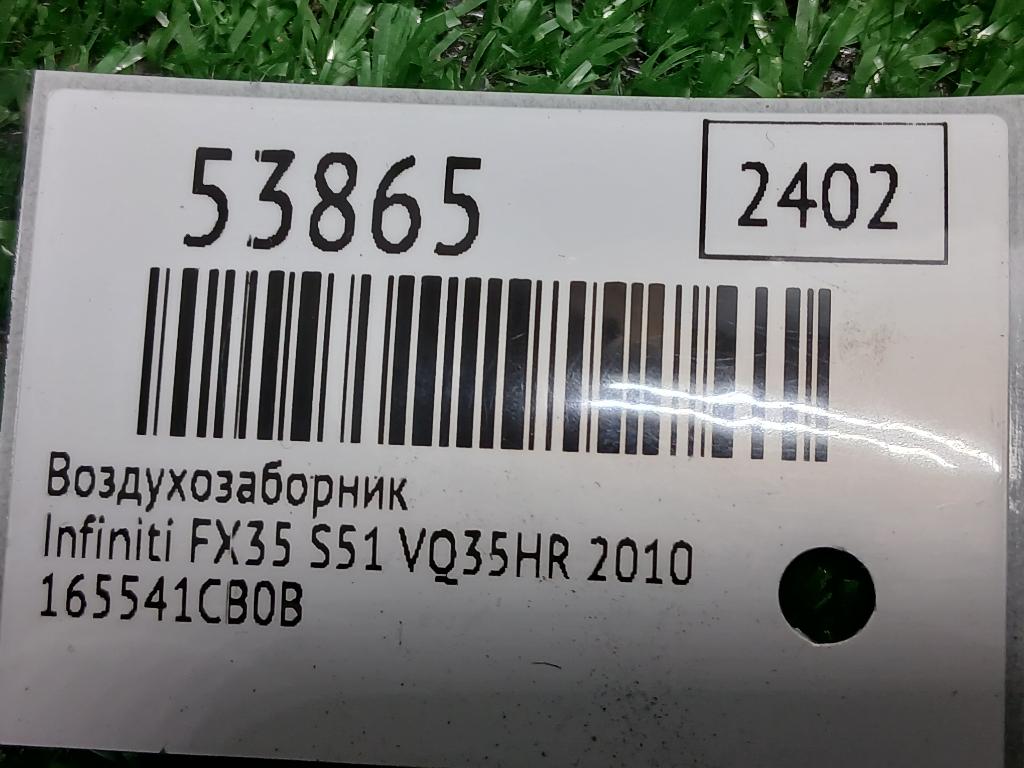 53865
2402
Воздухозаборник
Infiniti FX35 S51 VQ35HR 2010
165541CB0B